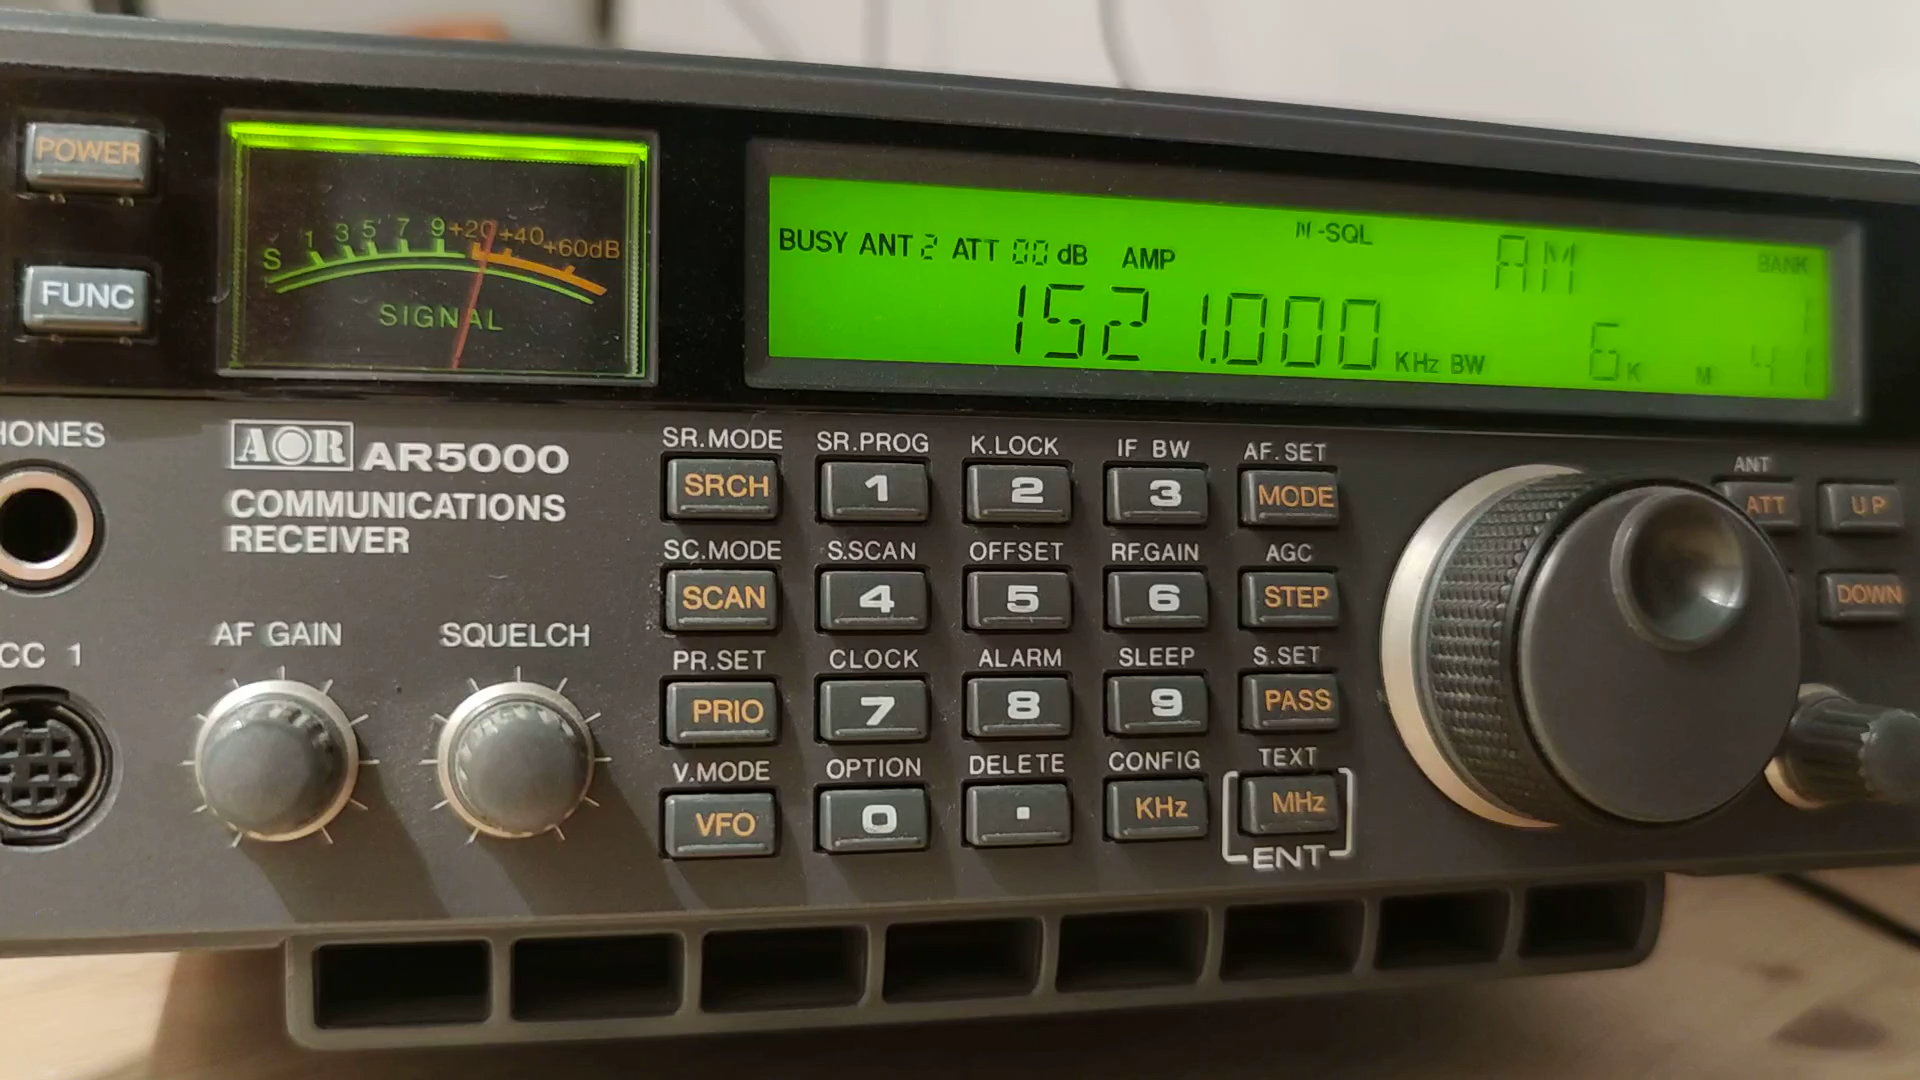 POWER
FUNC
S 1 3 5 7 9 +20 +40 +60dB
SIGNAL
N-SQL
AM
BANK
BUSY ANT 2 ATT 00 dB AMP
1
1521.000 KHz BW 6K M 41
HONES
AOR AR5000
COMMUNICATIONS
RECEIVER
CC 1
AF GAIN
SQUELCH
SR.MODE SR.PROG K.LOCK IF BW AF.SET
SRCH 1 2 3 MODE
SC.MODE S.SCAN OFFSET RF.GAIN AGC
SCAN 4 5 6 STEP
PR.SET CLOCK ALARM SLEEP S.SET
PRIO 7 8 9 PASS
V.MODE OPTION DELETE CONFIG TEXT
VFO 0 . KHz MHz
ENT
ANT
ATT UP
DOWN